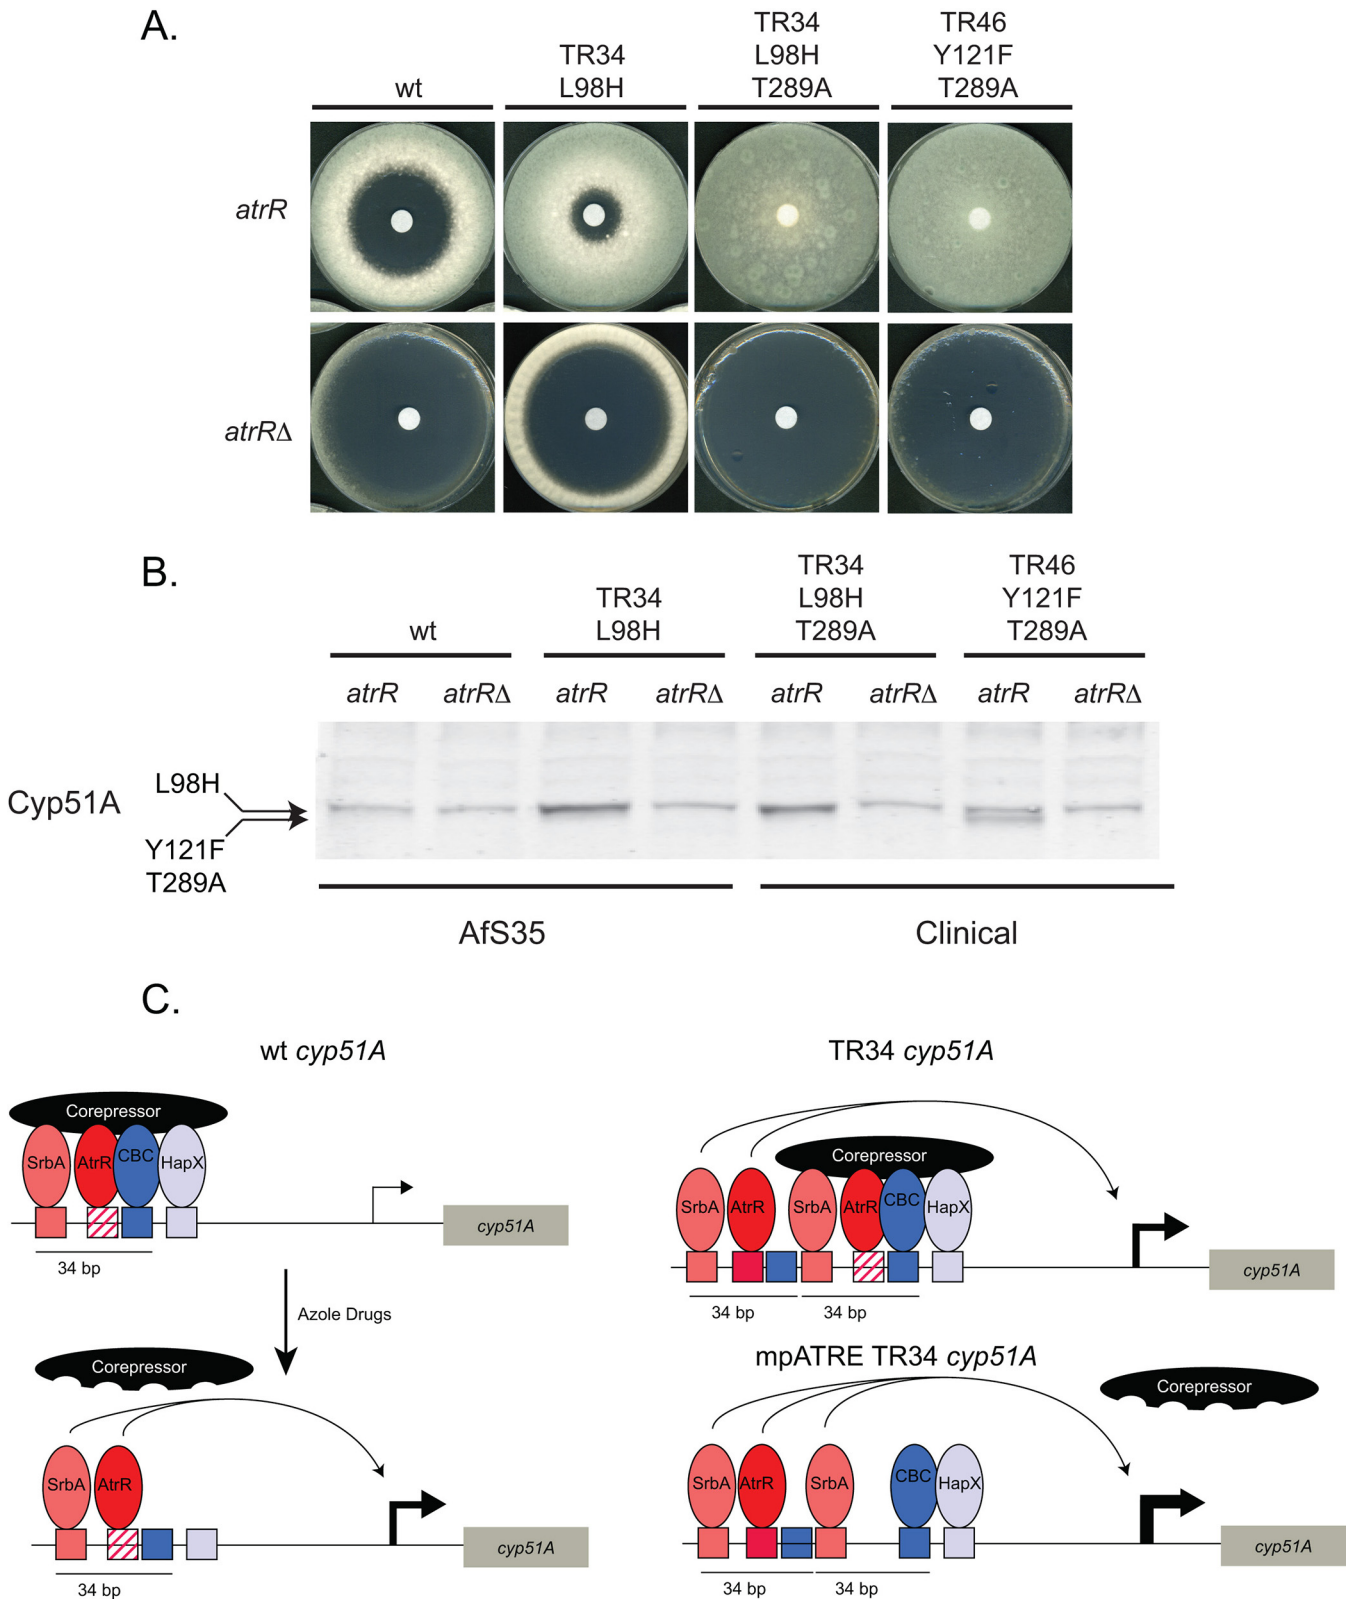 A.
wt
TR34
L98H
TR34
L98H
T289A
TR46
Y121F
T289A
atrR
atrRΔ
B.
wt
TR34
L98H
TR34
L98H
T289A
TR46
Y121F
T289A
atrR atrRΔ atrR atrRΔ atrR atrRΔ atrR atrRΔ
Cyp51A
L98H
Y121F
T289A
AfS35
Clinical
C.
wt cyp51A
Corepressor
SrbA AtrR CBC HapX
cyp51A
34 bp
Azole Drugs
Corepressor
SrbA AtrR
cyp51A
34 bp
TR34 cyp51A
Corepressor
SrbA AtrR SrbA AtrR CBC HapX
cyp51A
34 bp 34 bp
mpATRE TR34 cyp51A
Corepressor
SrbA AtrR SrbA CBC HapX
cyp51A
34 bp 34 bp